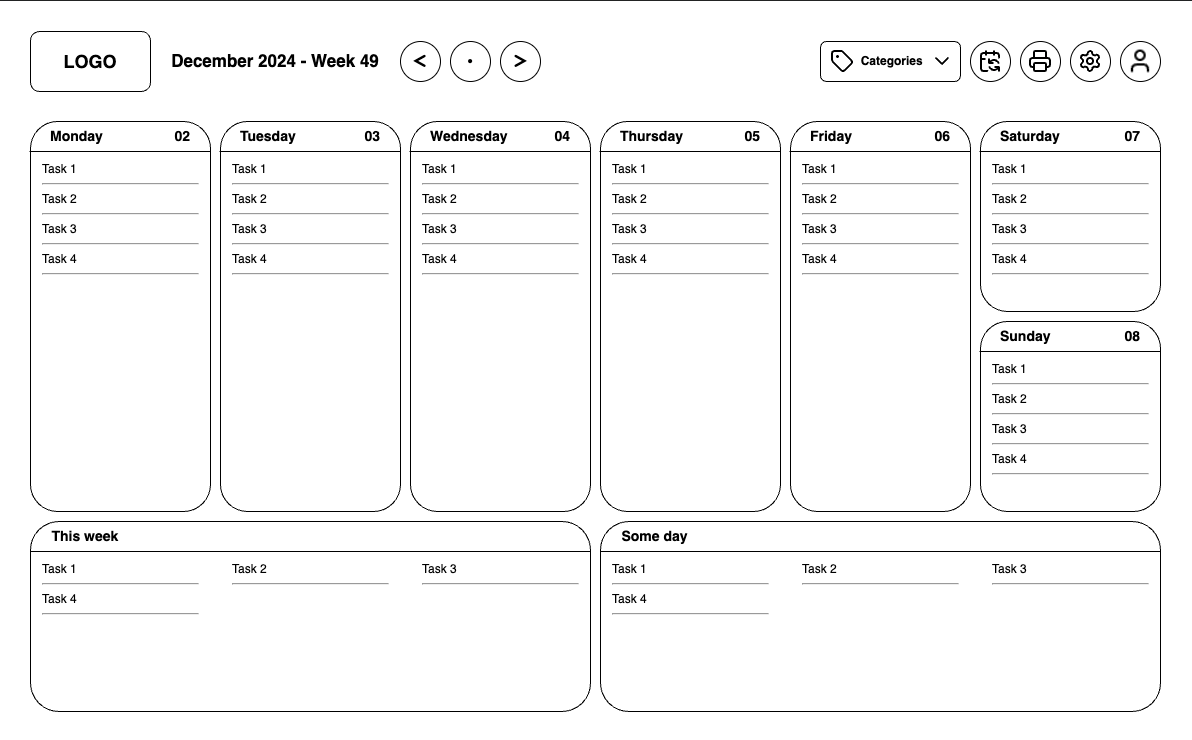 LOGO
December 2024 - Week 49
<
·
>
Categories
Monday 02
Task 1
Task 2
Task 3
Task 4
Tuesday 03
Task 1
Task 2
Task 3
Task 4
Wednesday 04
Task 1
Task 2
Task 3
Task 4
Thursday 05
Task 1
Task 2
Task 3
Task 4
Friday 06
Task 1
Task 2
Task 3
Task 4
Saturday 07
Task 1
Task 2
Task 3
Task 4
Sunday 08
Task 1
Task 2
Task 3
Task 4
This week
Task 1
Task 2
Task 3
Task 4
Some day
Task 1
Task 2
Task 3
Task 4